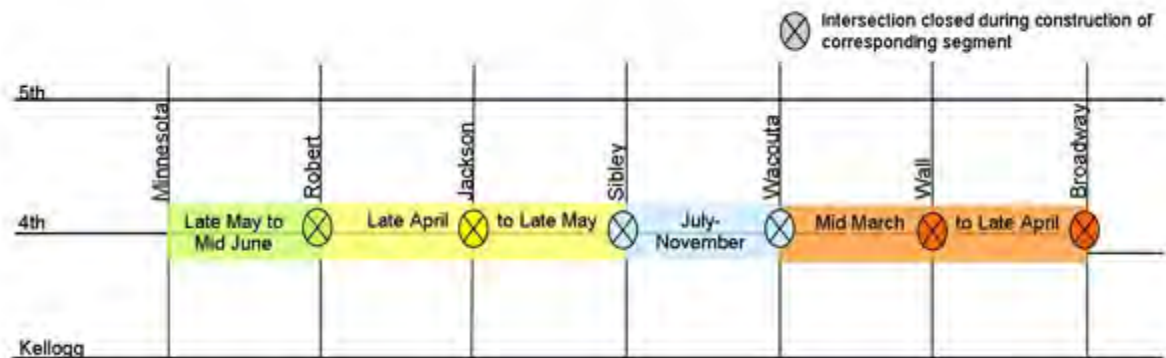 Intersection closed during construction of
corresponding segment
5th
Minnesota
Robert
Jackson
Sibley
Wacouta
Wall
Broadway
4th
Late May to
Mid June
Late April
to Late May
July-
November
Mid March
to Late April
Kellogg